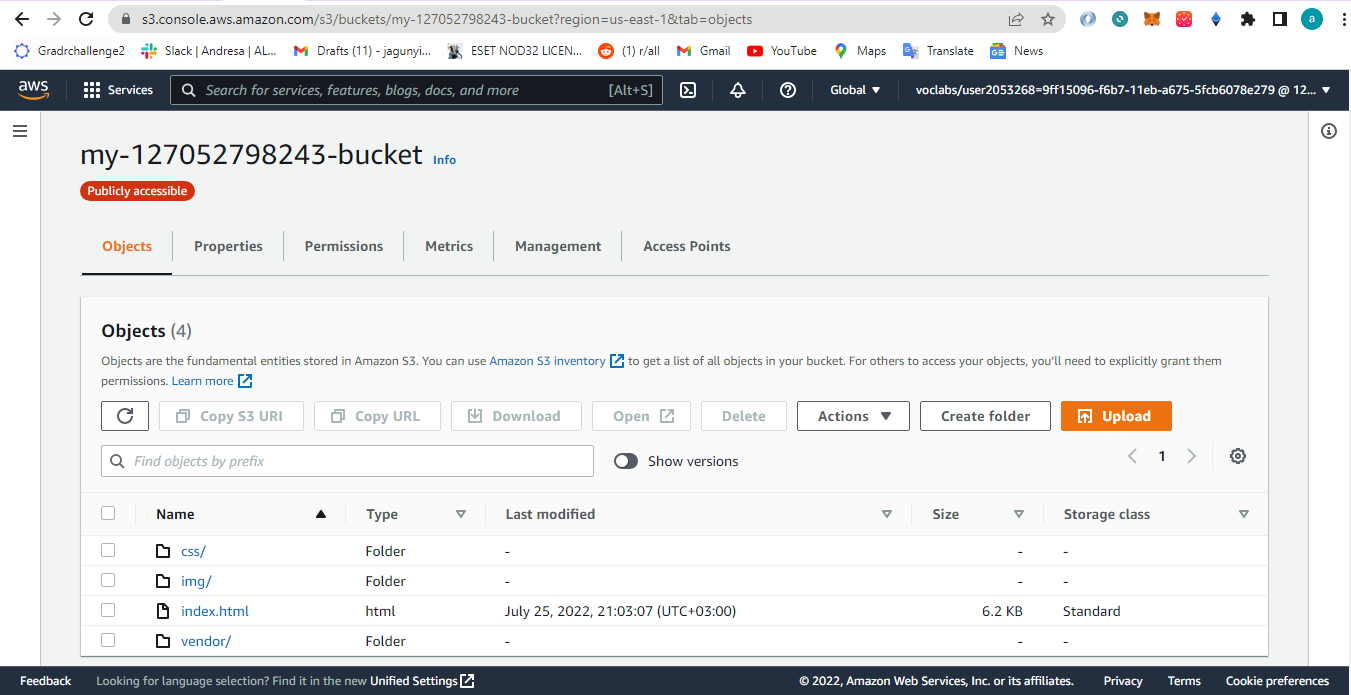 s3.console.aws.amazon.com/s3/buckets/my-127052798243-bucket?region=us-east-1&tab=objects
a
Gradrchallenge2 Slack | Andresa | AL... Drafts (11) - jagunyi... ESET NOD32 LICEN... (1) r/all Gmail YouTube Maps Translate News
aws Services Search for services, features, blogs, docs, and more [Alt+S] Global voclabs/user2053268=9ff15096-f6b7-11eb-a675-5fcb6078e279 @ 12...
my-127052798243-bucket Info
Publicly accessible
Objects Properties Permissions Metrics Management Access Points
Objects (4)
Objects are the fundamental entities stored in Amazon S3. You can use Amazon S3 inventory to get a list of all objects in your bucket. For others to access your objects, you'll need to explicitly grant them
permissions. Learn more
Copy S3 URI Copy URL Download Open Delete Actions Create folder Upload
Find objects by prefix Show versions 1
Name Type Last modified Size Storage class
css/ Folder - - -
img/ Folder - - -
index.html html July 25, 2022, 21:03:07 (UTC+03:00) 6.2 KB Standard
vendor/ Folder - - -
Feedback Looking for language selection? Find it in the new Unified Settings © 2022, Amazon Web Services, Inc. or its affiliates. Privacy Terms Cookie preferences